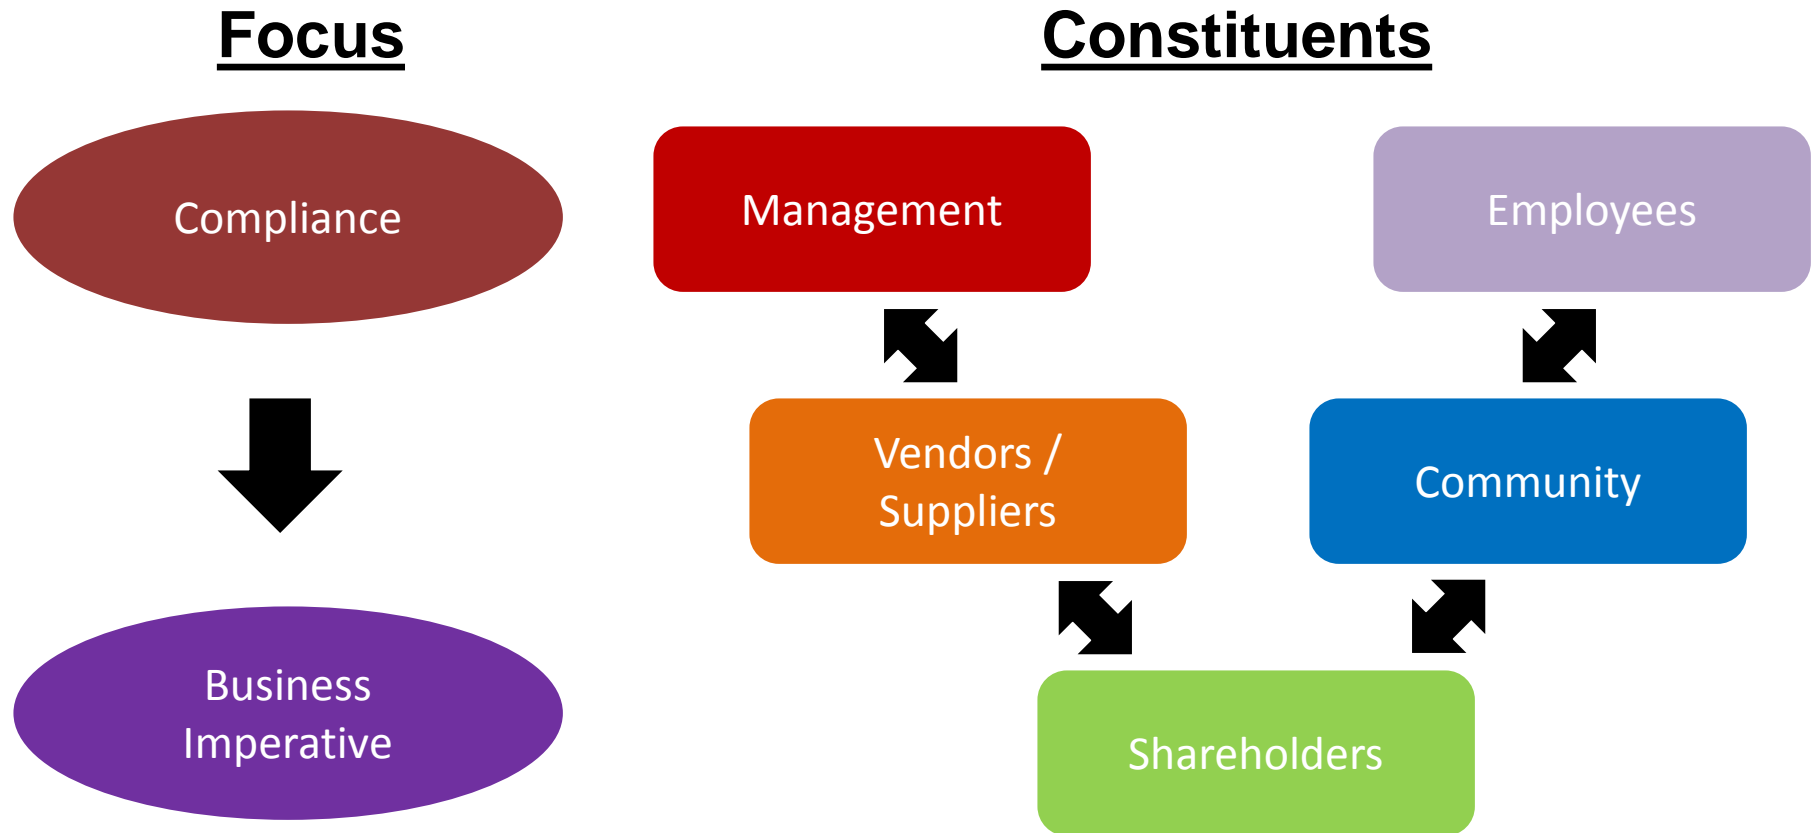 Focus
Constituents
Compliance
Management
Employees
Vendors /
Suppliers
Community
Business
Imperative
Shareholders